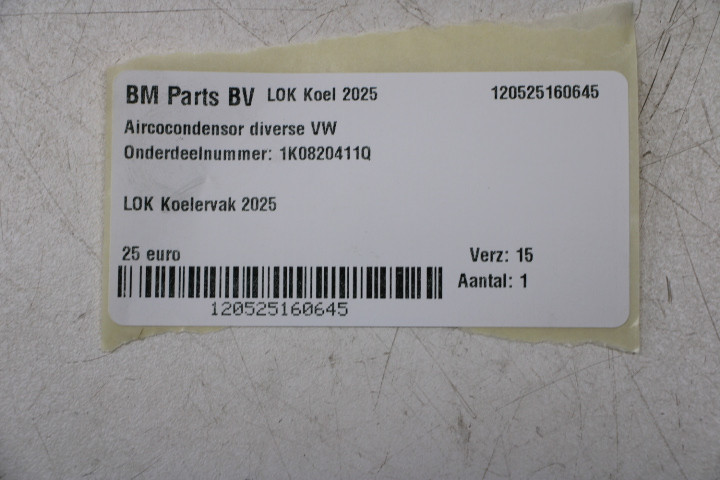 BM Parts BV LOK Koel 2025 120525160645
Aircocondensor diverse VW
Onderdeelnummer: 1K0820411Q
LOK Koelervak 2025
25 euro Verz: 15
Aantal: 1
120525160645